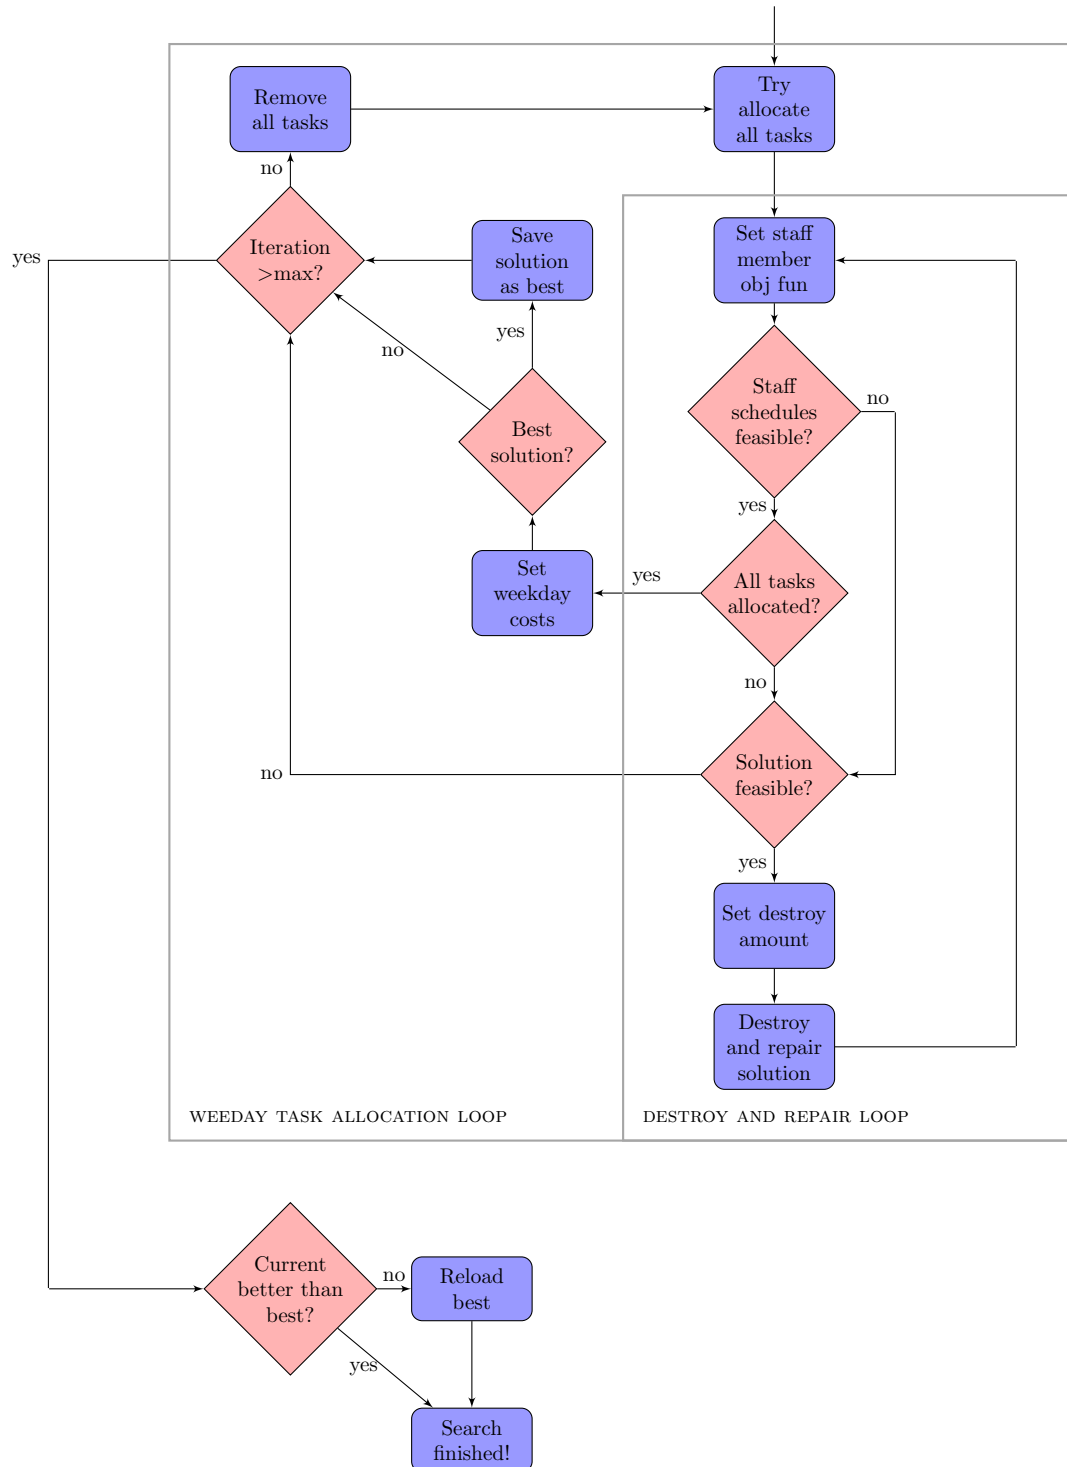 Remove
all tasks
Try
allocate
all tasks
no
yes
Iteration
>max?
Save
solution
as best
Set staff
member
obj fun
yes
no
Best
solution?
Staff
schedules
feasible?
no
yes
Set
weekday
costs
yes
All tasks
allocated?
no
no
Solution
feasible?
yes
Set destroy
amount
Destroy
and repair
solution
WEEDAY TASK ALLOCATION LOOP
DESTROY AND REPAIR LOOP
Current
better than
best?
no
Reload
best
yes
Search
finished!